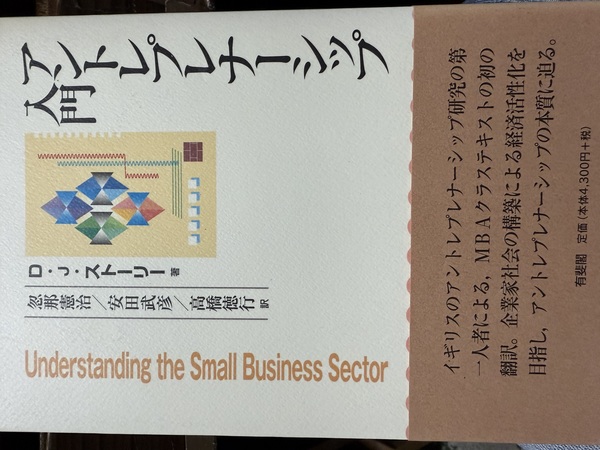 アントレプレナーシップ
入門
D・J・ストーリー 著
忽那憲治／安田武彦／高橋徳行 訳
Understanding the Small Business Sector
イギリスのアントレプレナーシップ研究の第
一人者による，MBAクラステキストの初の
翻訳。企業家社会の構築による経済活性化を
目指し，アントレプレナーシップの本質に迫る。
有斐閣 定価(本体4,300円+税)